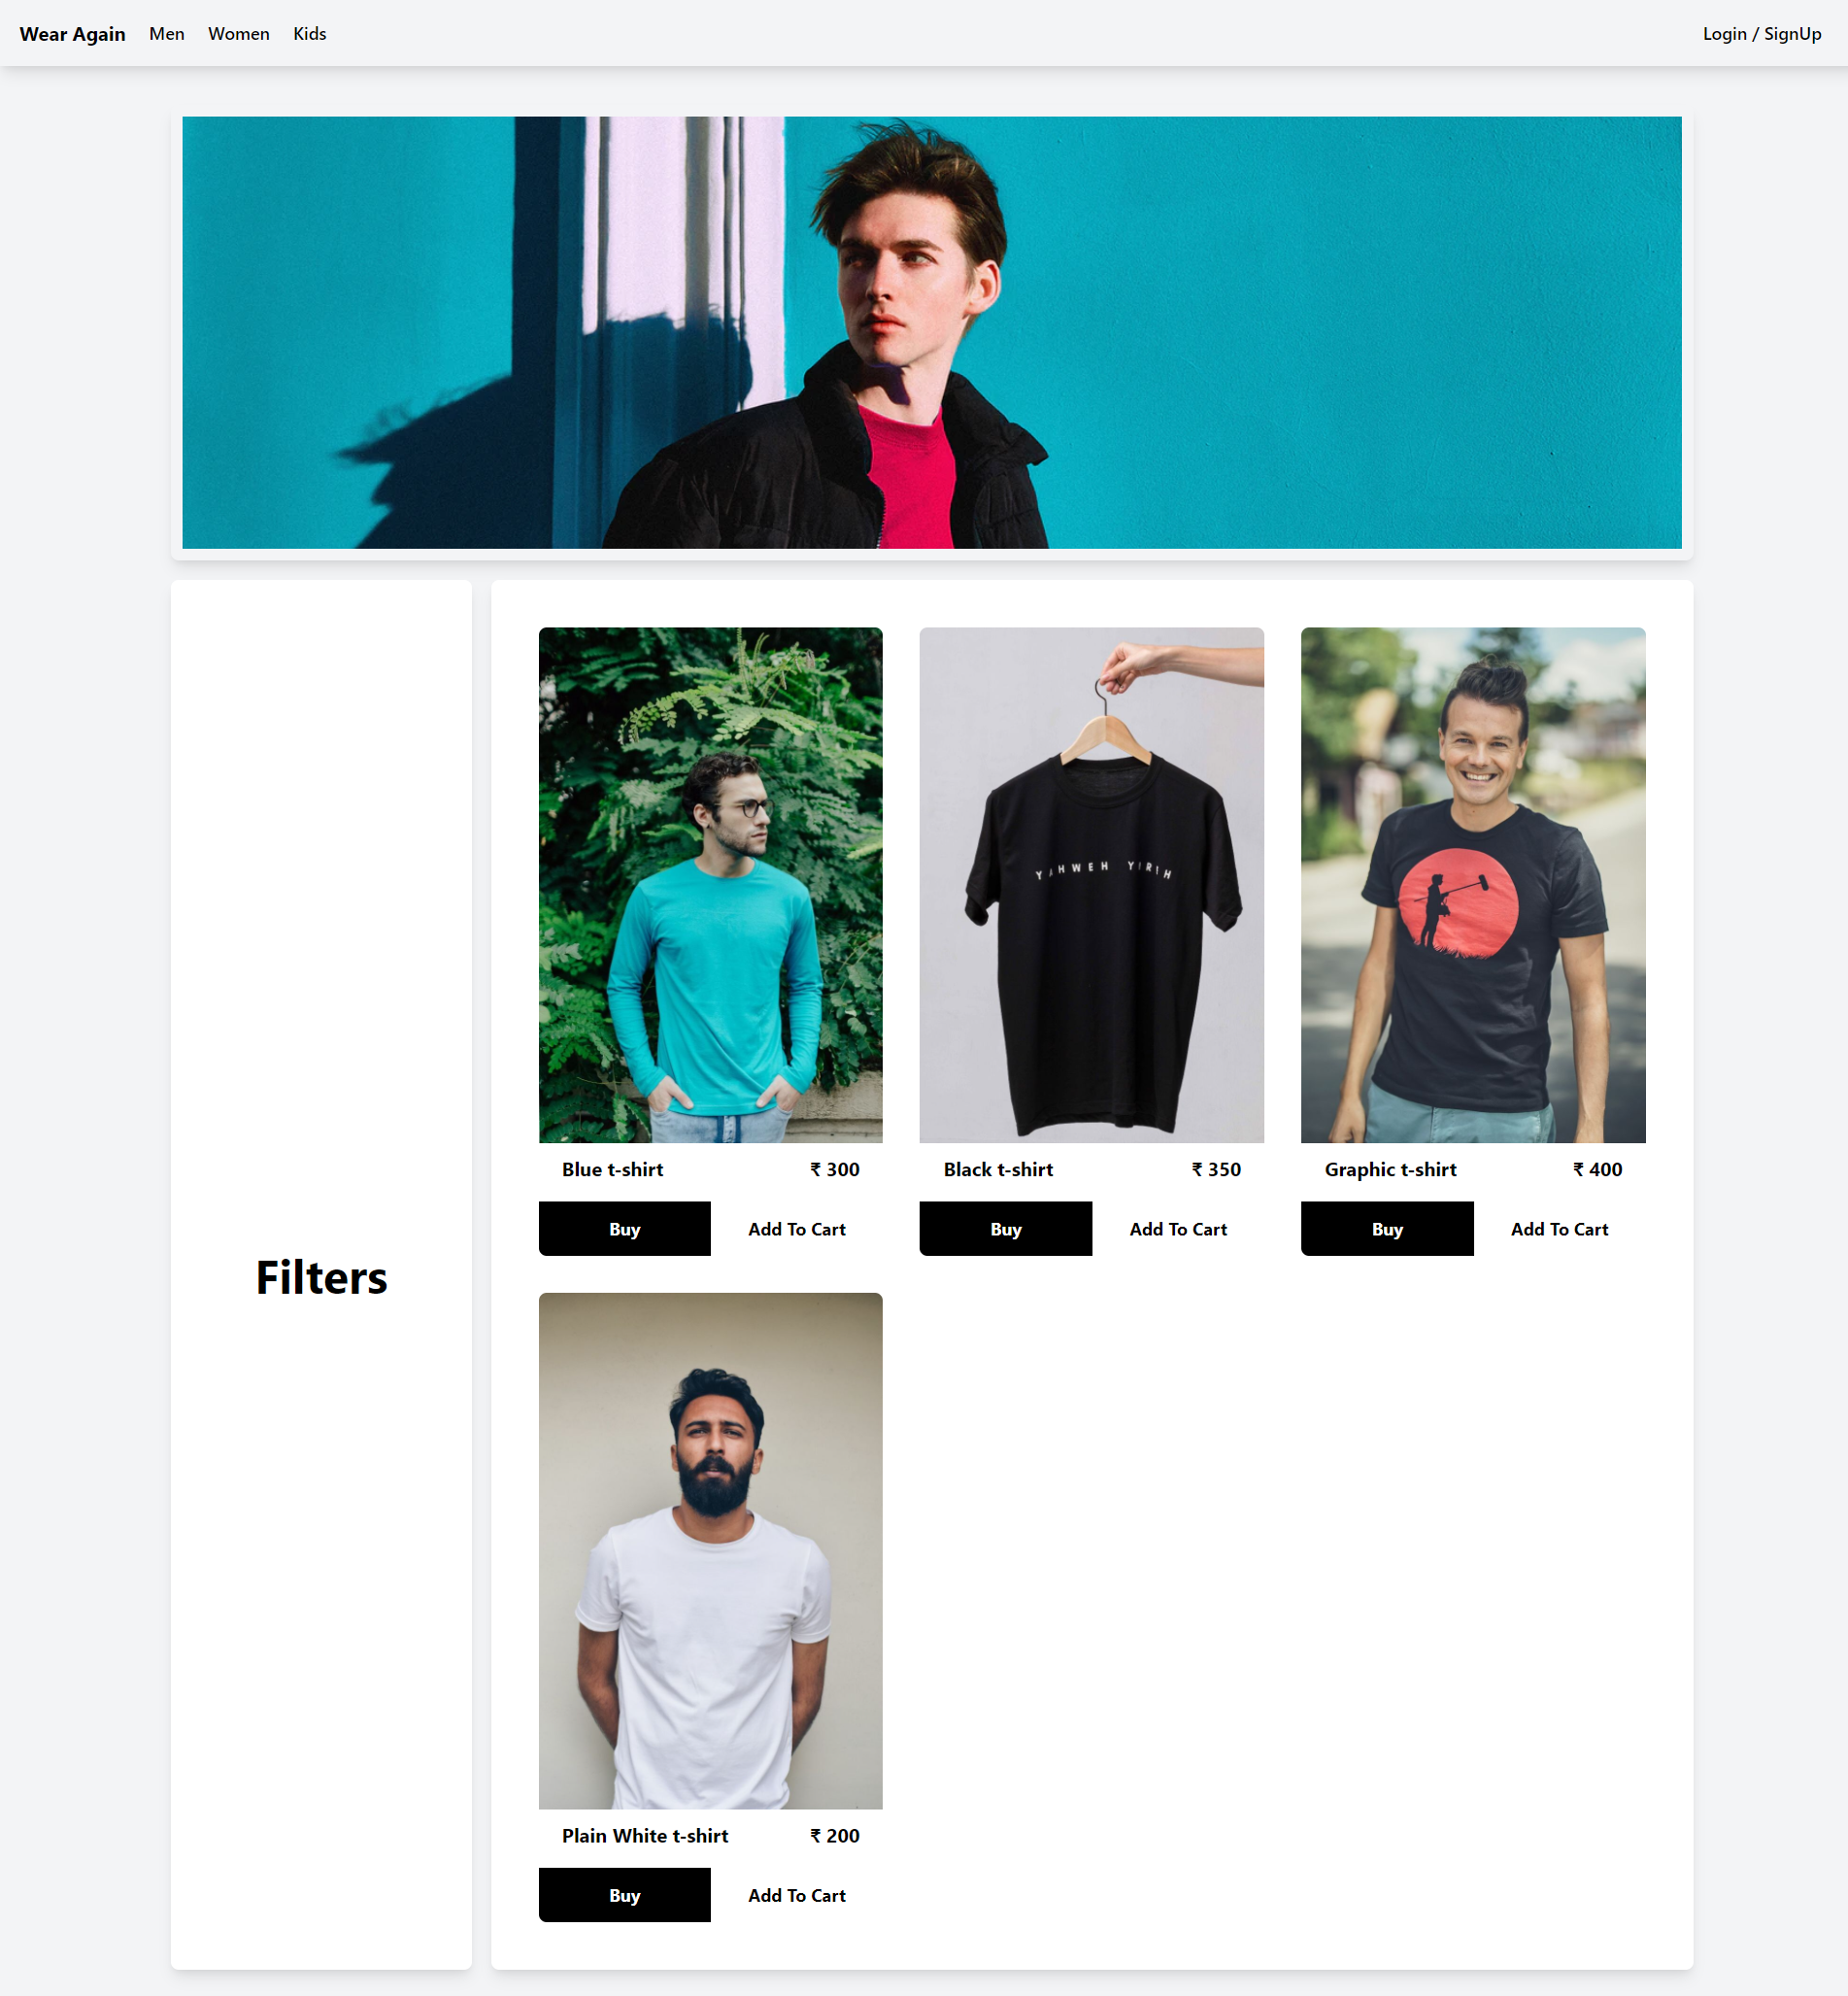 Wear Again Men Women Kids Login / SignUp
YAHWEH YIRIH
Blue t-shirt ₹ 300 Black t-shirt ₹ 350 Graphic t-shirt ₹ 400
Buy Add To Cart Buy Add To Cart Buy Add To Cart
Filters
Plain White t-shirt ₹ 200
Buy Add To Cart